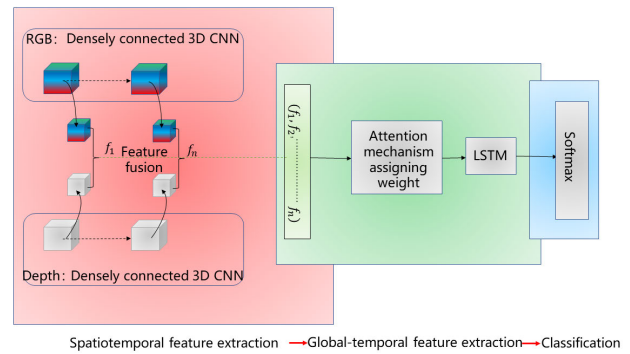 RGB: Densely connected 3D CNN
f1
Feature
fusion
fn
Depth: Densely connected 3D CNN
(f1, f2, ............ fn)
Attention
mechanism
assigning
weight
LSTM
Softmax
Spatiotemporal feature extraction → Global-temporal feature extraction → Classification